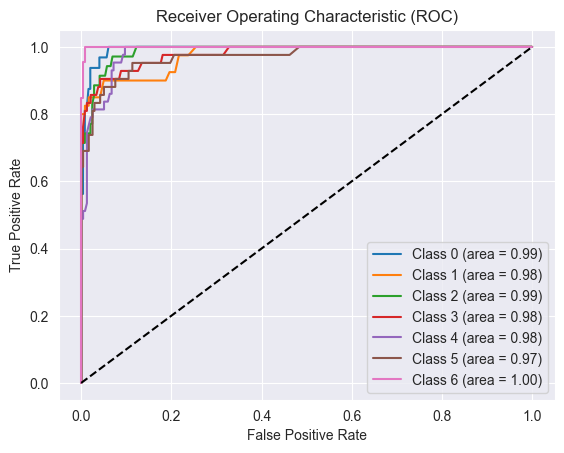 Receiver Operating Characteristic (ROC)
1.0
0.8
0.6
0.4
0.2
0.0
True Positive Rate
Class 0 (area = 0.99)
Class 1 (area = 0.98)
Class 2 (area = 0.99)
Class 3 (area = 0.98)
Class 4 (area = 0.98)
Class 5 (area = 0.97)
Class 6 (area = 1.00)
0.0 0.2 0.4 0.6 0.8 1.0
False Positive Rate